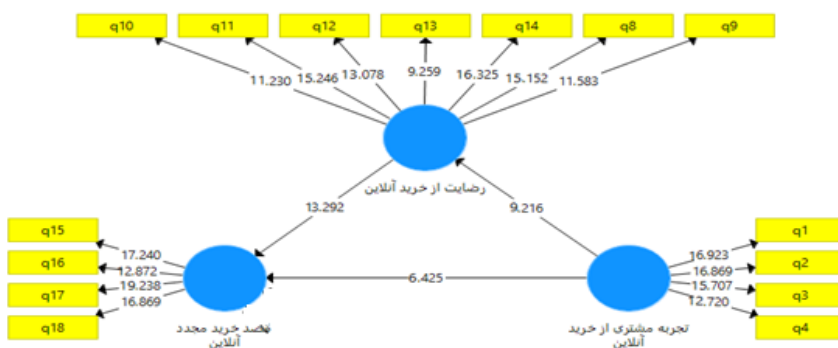 q10 q11 q12 q13 q14 q8 q9
11.230 15.246 13.078 9.259 16.325 15.152 11.583
رضایت از خرید آنلاین
13.292 9.216
q15 q1
17.240 16.923
q16 q2
12.872 6.425 16.869
q17 q3
19.238 15.707
q18 q4
16.869 12.720
قصد خرید مجدد تجربه مشتری از خرید
آنلاین آنلاین